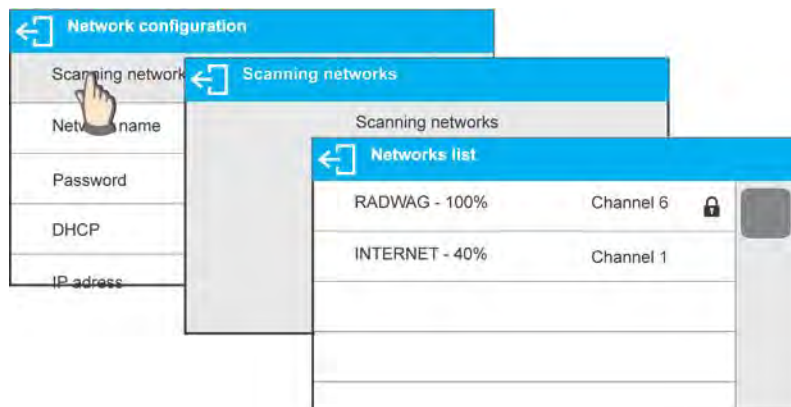 Network configuration
Scanning network
name
Password
DHCP
IP adress
Scanning networks
Scanning networks
Networks list
RADWAG - 100% Channel 6
INTERNET - 40% Channel 1